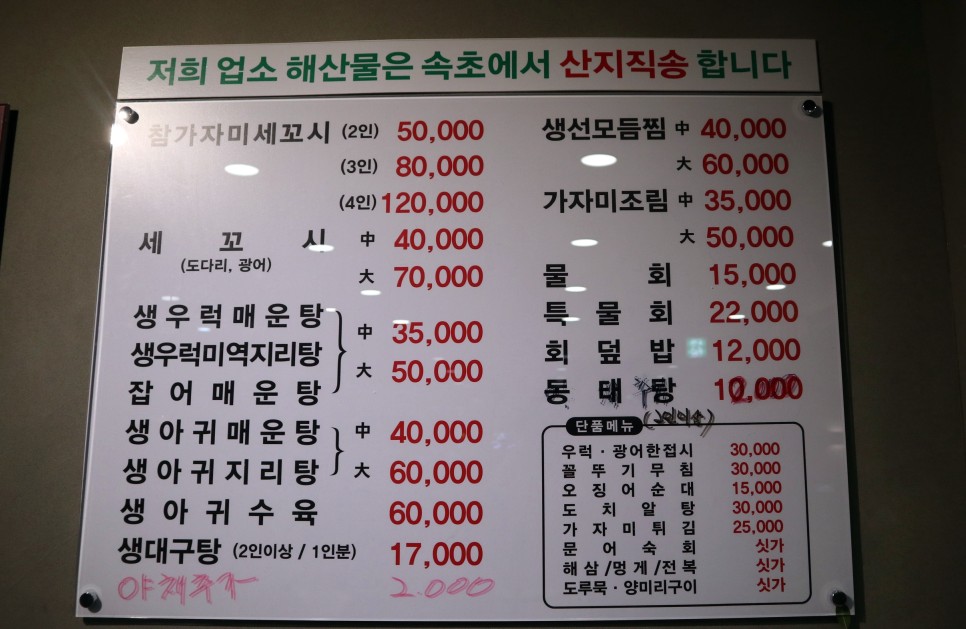 저희 업소 해산물은 속초에서 산지직송 합니다
참가자미세꼬시 (2인) 50,000
(3인) 80,000
(4인) 120,000
세 꼬 시 中 40,000
(도다리, 광어) 大 70,000
생우럭매운탕
생우럭미역지리탕
잡어매운탕
中 35,000
大 50,000
생아귀매운탕 中 40,000
생아귀지리탕 大 60,000
생아귀수육 60,000
생대구탕 (2인이상 / 1인분) 17,000
야채추가 2.000
생선모듬찜 中 40,000
大 60,000
가자미조림 中 35,000
大 50,000
물 회 15,000
특 물 회 22,000
회 덮 밥 12,000
동 태 탕
단품메뉴
우럭·광어한접시 30,000
꼴뚜기무침 30,000
오징어순대 15,000
도치알탕 30,000
가자미튀김 25,000
문어숙회 싯가
해삼/멍게/전복 싯가
도루묵·양미리구이 싯가